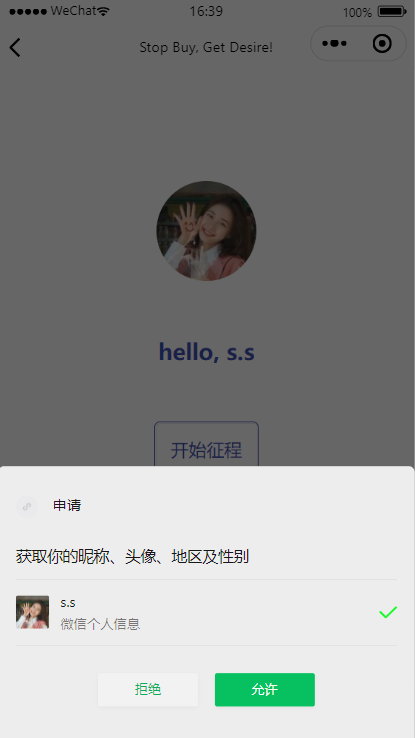 WeChat 16:39 100%
Stop Buy, Get Desire!
hello, s.s
开始征程
申请
获取你的昵称、头像、地区及性别
s.s
微信个人信息
拒绝 允许